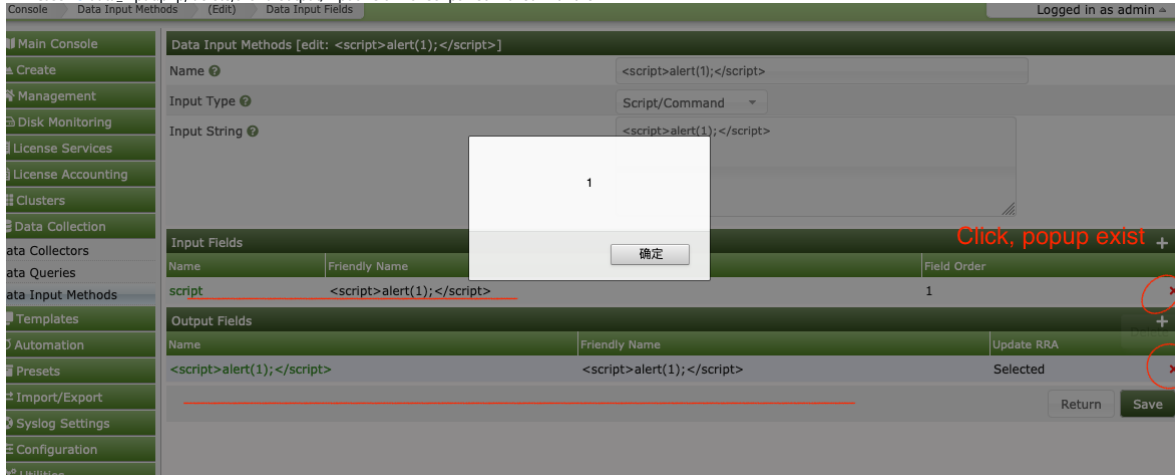 Console Data Input Methods (Edit) Data Input Fields Logged in as admin
Main Console
Create
Management
Disk Monitoring
License Services
License Accounting
Clusters
Data Collection
ata Collectors
ata Queries
ata Input Methods
Templates
Automation
Presets
Import/Export
Syslog Settings
Configuration
Data Input Methods [edit: <script>alert(1);</script>]
Name
<script>alert(1);</script>
Input Type
Script/Command
Input String
<script>alert(1);</script>
1
确定
Click, popup exist
Input Fields +
Name Friendly Name Field Order
script <script>alert(1);</script> 1 ×
Output Fields +
Name Friendly Name Update RRA
<script>alert(1);</script> <script>alert(1);</script> Selected ×
Return Save